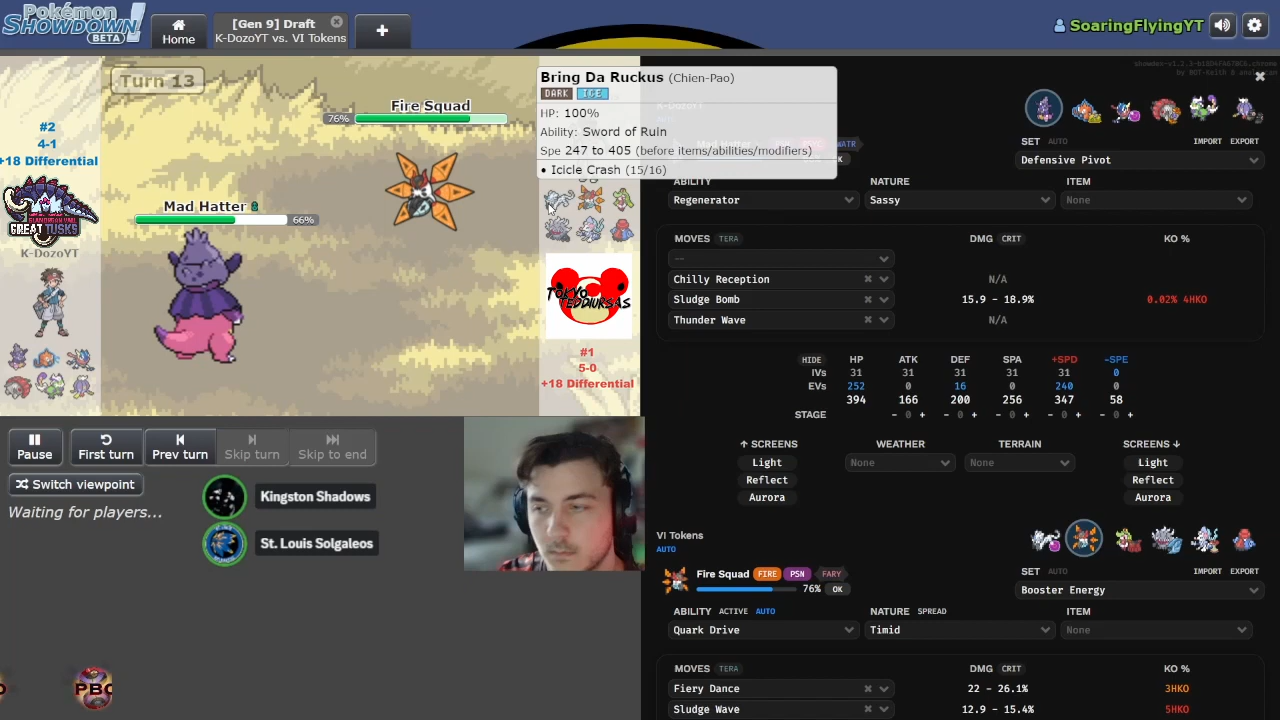 Pokémon
SHOWDOWN!
BETA
Home
[Gen 9] Draft
K-DozoYT vs. VI Tokens
SoaringFlyingYT
Turn 13
#2
4-1
+18 Differential
GREAT TUSKS
K-DozoYT
Fire Squad
76%
Mad Hatter
66%
Bring Da Ruckus (Chien-Pao)
DARK ICE
HP: 100%
Ability: Sword of Ruin
Spe 247 to 405 (before items/abilities/modifiers)
• Icicle Crash (15/16)
TOKYO
TEDDIURSAS
#1
5-0
+18 Differential
Pause
First turn
Prev turn
Skip turn
Skip to end
Switch viewpoint
Waiting for players...
Kingston Shadows
St. Louis Solgaleos
PBC
SET AUTO IMPORT EXPORT
Defensive Pivot
ABILITY NATURE ITEM
Regenerator Sassy None
MOVES TERA DMG CRIT KO %
--
Chilly Reception N/A
Sludge Bomb 15.9 – 18.9% 0.02% 4HKO
Thunder Wave N/A
HIDE HP ATK DEF SPA +SPD -SPE
IVs 31 31 31 31 31 0
EVs 252 0 16 0 240 0
394 166 200 256 347 58
STAGE - 0 + - 0 + - 0 + - 0 + - 0 +
↑ SCREENS WEATHER TERRAIN SCREENS ↓
Light None None Light
Reflect Reflect
Aurora Aurora
VI Tokens
AUTO
Fire Squad FIRE PSN FARY
76% OK
SET AUTO IMPORT EXPORT
Booster Energy
ABILITY ACTIVE AUTO NATURE SPREAD ITEM
Quark Drive Timid None
MOVES TERA DMG CRIT KO %
Fiery Dance 22 – 26.1% 3HKO
Sludge Wave 12.9 – 15.4% 5HKO